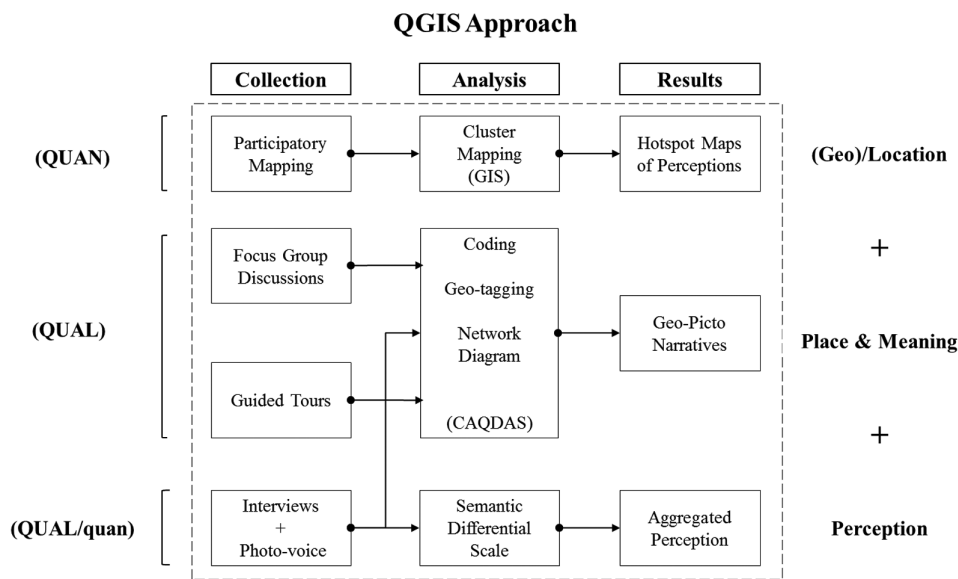 QGIS Approach
Collection
Analysis
Results
(QUAN)
Participatory
Mapping
Cluster
Mapping
(GIS)
Hotspot Maps
of Perceptions
(Geo)/Location
+
(QUAL)
Focus Group
Discussions
Guided Tours
Coding
Geo-tagging
Network
Diagram
(CAQDAS)
Geo-Picto
Narratives
Place & Meaning
+
(QUAL/quan)
Interviews
+
Photo-voice
Semantic
Differential
Scale
Aggregated
Perception
Perception